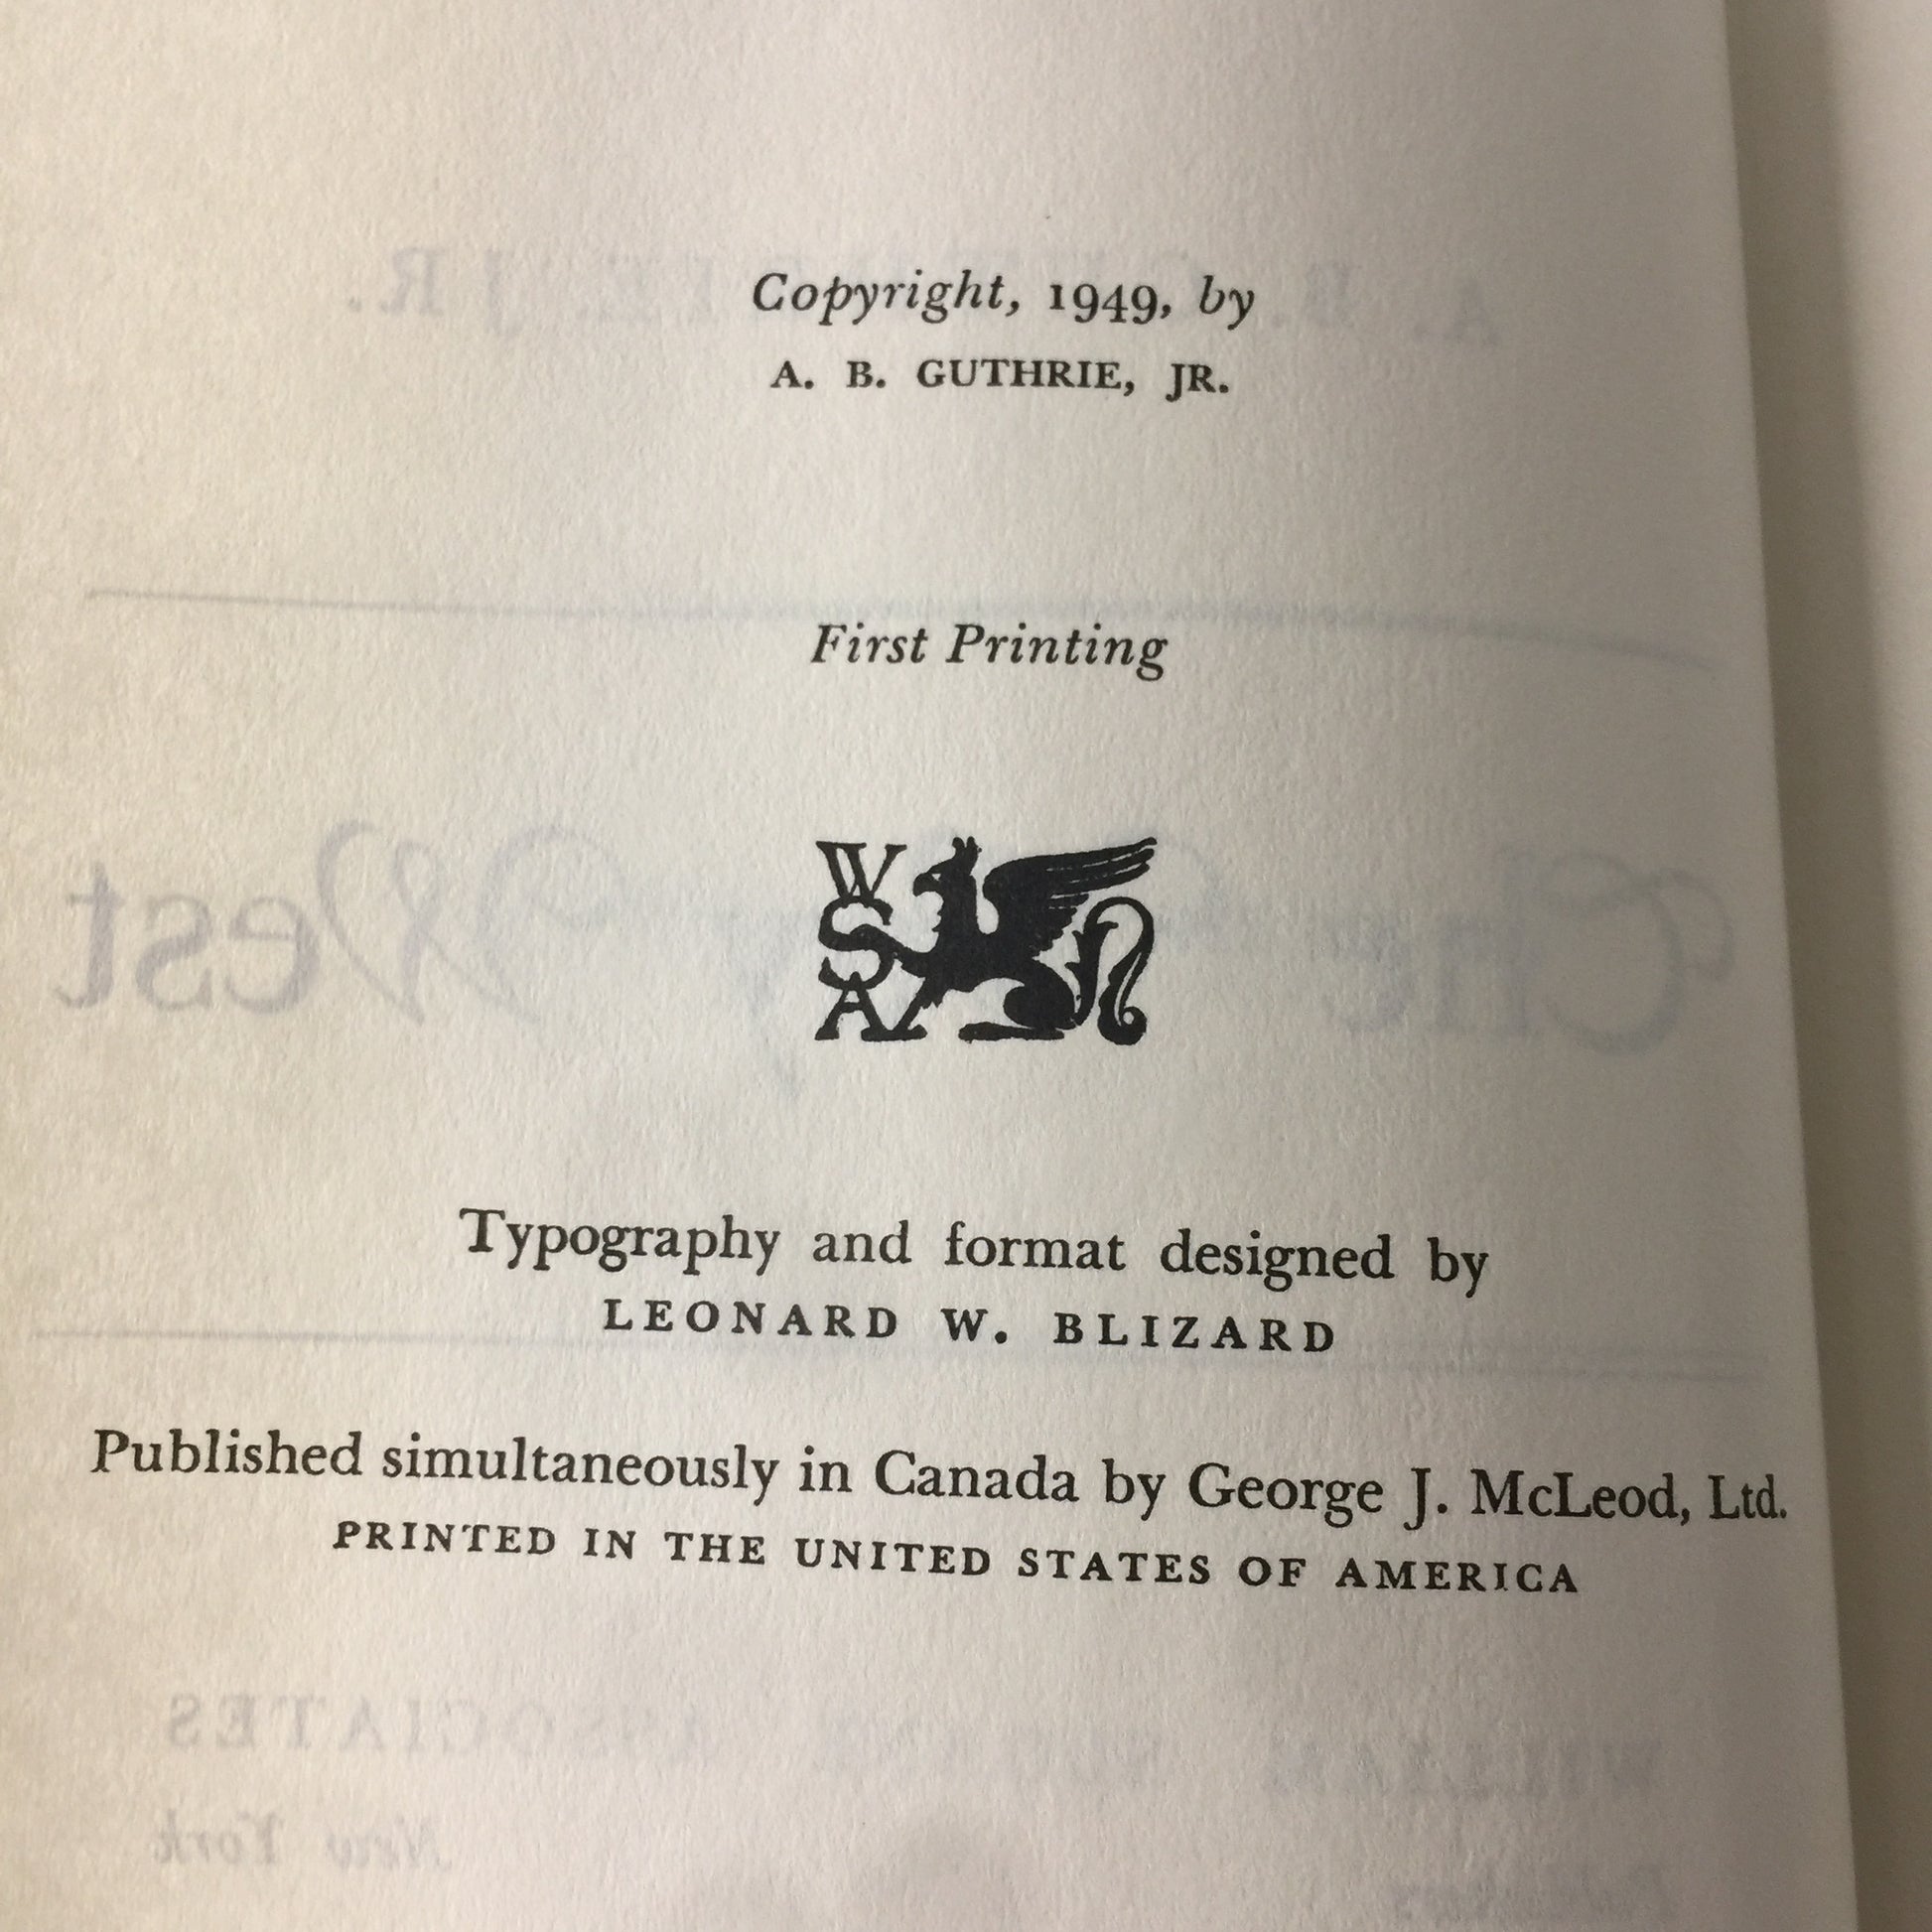 Copyright, 1949, by
A. B. GUTHRIE, JR.
First Printing
W
S
A
Typography and format designed by
LEONARD W. BLIZARD
Published simultaneously in Canada by George J. McLeod, Ltd.
PRINTED IN THE UNITED STATES OF AMERICA